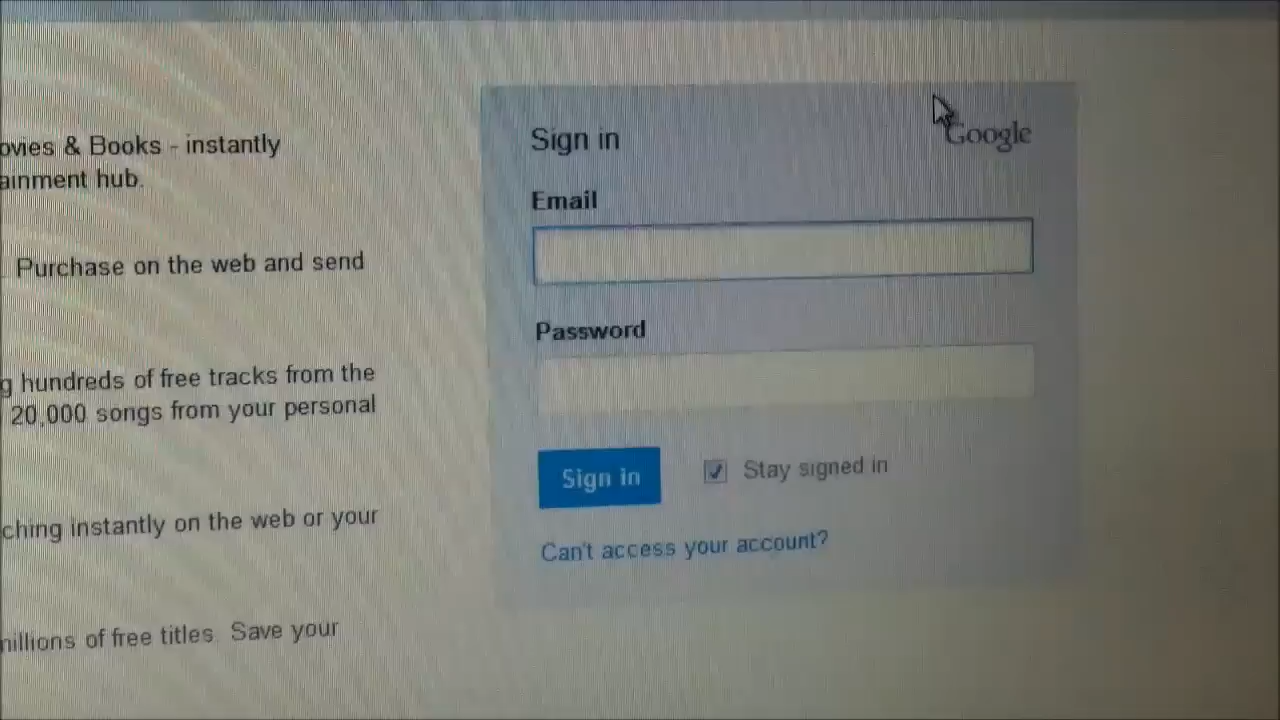 ovies & Books - instantly
ainment hub.
Purchase on the web and send
g hundreds of free tracks from the
20,000 songs from your personal
ching instantly on the web or your
nillions of free titles. Save your
Sign in
Google
Email
Password
Sign in
Stay signed in
Can't access your account?